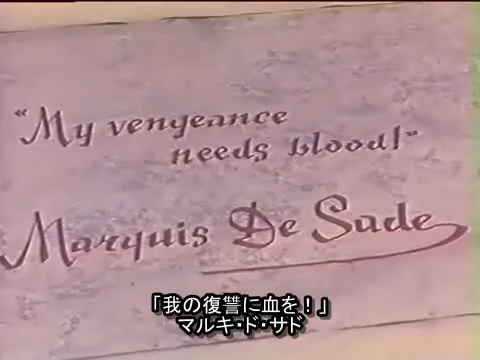 "My vengeance
needs blood!"
Marquis De Sade
「我の復讐に血を！」
マルキ・ド・サド